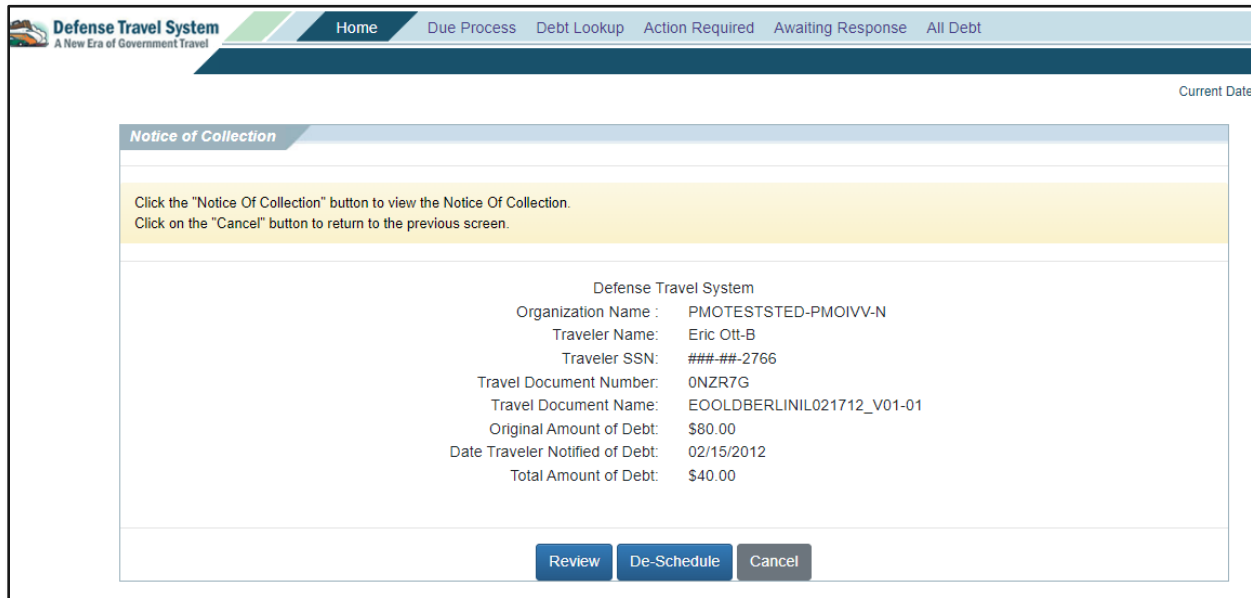 Defense Travel System
A New Era of Government Travel
Home Due Process Debt Lookup Action Required Awaiting Response All Debt
Current Date
Notice of Collection
Click the "Notice Of Collection" button to view the Notice Of Collection.
Click on the "Cancel" button to return to the previous screen.
Defense Travel System
Organization Name : PMOTESTSTED-PMOIVV-N
Traveler Name: Eric Ott-B
Traveler SSN: ###-##-2766
Travel Document Number: 0NZR7G
Travel Document Name: EOOLDBERLINIL021712_V01-01
Original Amount of Debt: $80.00
Date Traveler Notified of Debt: 02/15/2012
Total Amount of Debt: $40.00
Review De-Schedule Cancel